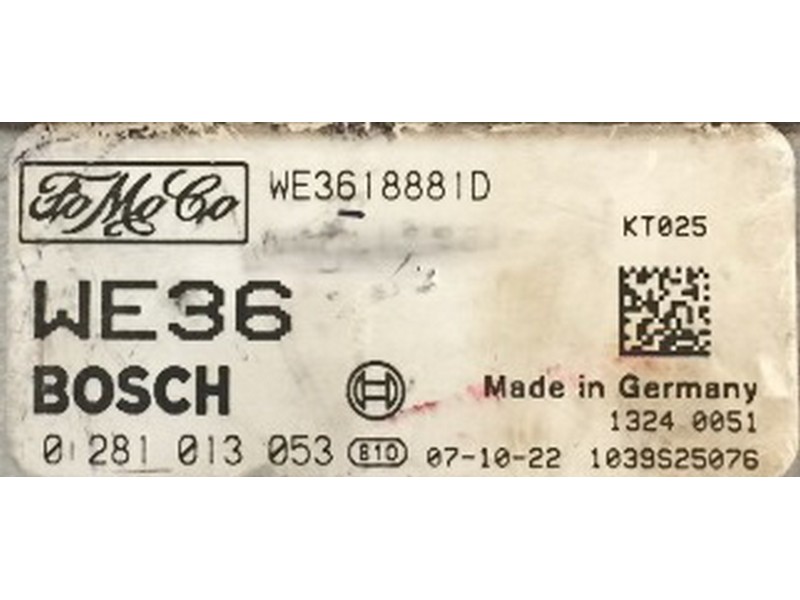 FoMoCo WE3618881D
KT025
WE36
BOSCH
Made in Germany
1324 0051
0 281 013 053 B10 07-10-22 1039S25076